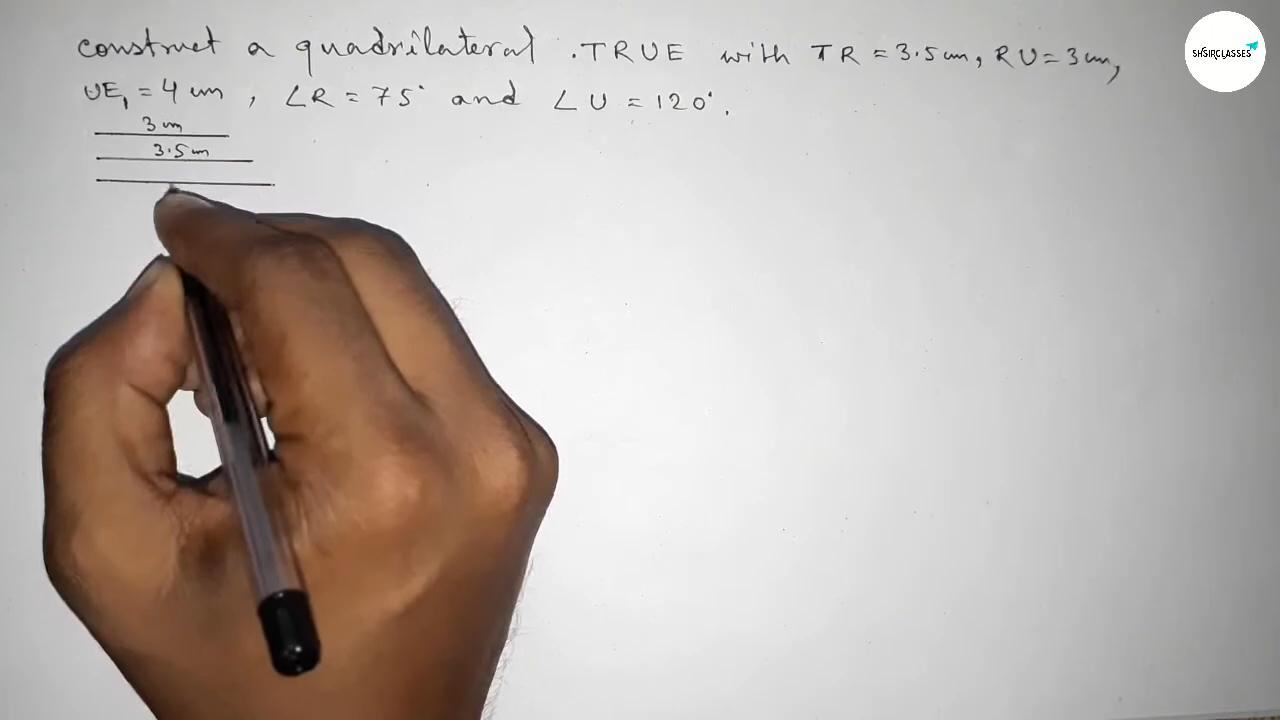 construct a quadrilateral .TRUE with TR = 3.5 cm, RU = 3 cm,
UE, = 4 cm , ∠R = 75° and ∠U = 120°.
3 cm
3.5 cm
SHSIRCLASSES